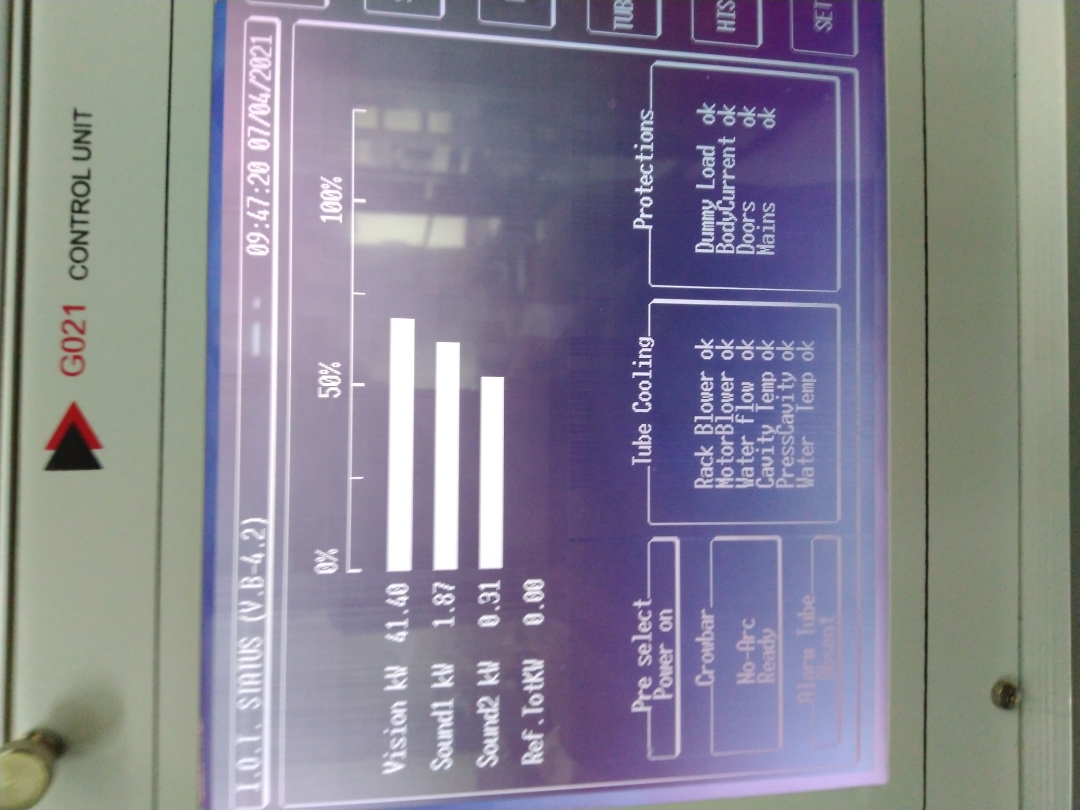 G021 CONTROL UNIT
I.O.T. STATUS (V.B-4.2) 09:47:20 07/04/2021
0% 50% 100%
Vision kW 41.40
Sound1 kW 1.87
Sound2 kW 0.31
Ref.TotKW 0.00
Pre select
Power on
Crowbar
No-Arc
Ready
Alarm Tube
Absent
Tube Cooling
Rack Blower ok
MotorBlower ok
Water flow ok
Cavity Temp ok
PressCavity ok
Water Temp ok
Protections
Dummy Load ok
BodyCurrent ok
Doors ok
Mains ok
TUB
HIS
SET